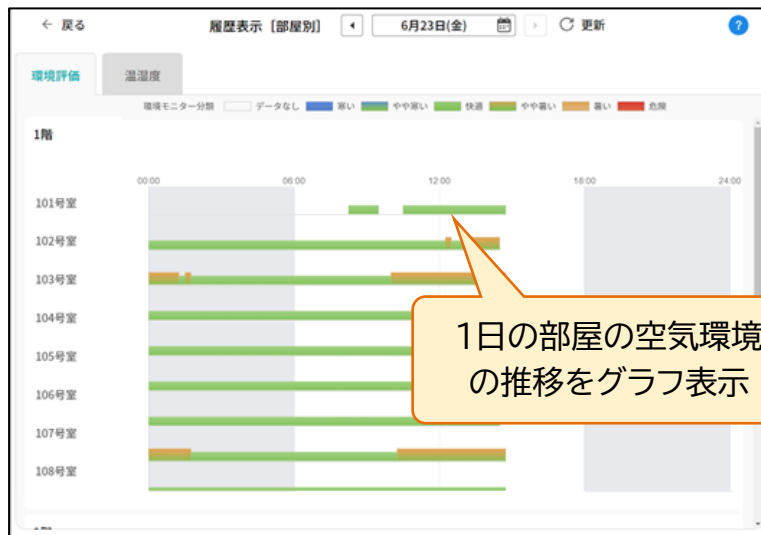 ← 戻る 履歴表示［部屋別］ 6月23日(金) 更新 ?
環境評価 温湿度
環境モニター分類 データなし 寒い やや寒い 快適 やや暑い 暑い 危険
1階
00:00 06:00 12:00 18:00 24:00
101号室
102号室
103号室
104号室
105号室
106号室
107号室
108号室
1日の部屋の空気環境
の推移をグラフ表示